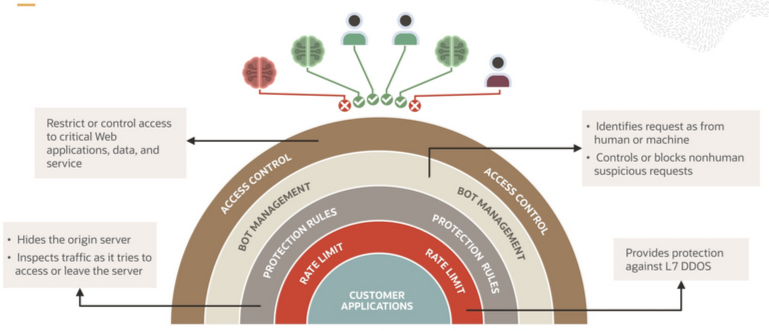 Restrict or control access
to critical Web
applications, data, and
service
• Identifies request as from
human or machine
• Controls or blocks nonhuman
suspicious requests
ACCESS CONTROL
ACCESS CONTROL
BOT MANAGEMENT
BOT MANAGEMENT
PROTECTION RULES
PROTECTION RULES
RATE LIMIT
RATE LIMIT
CUSTOMER
APPLICATIONS
• Hides the origin server
• Inspects traffic as it tries to
access or leave the server
Provides protection
against L7 DDOS